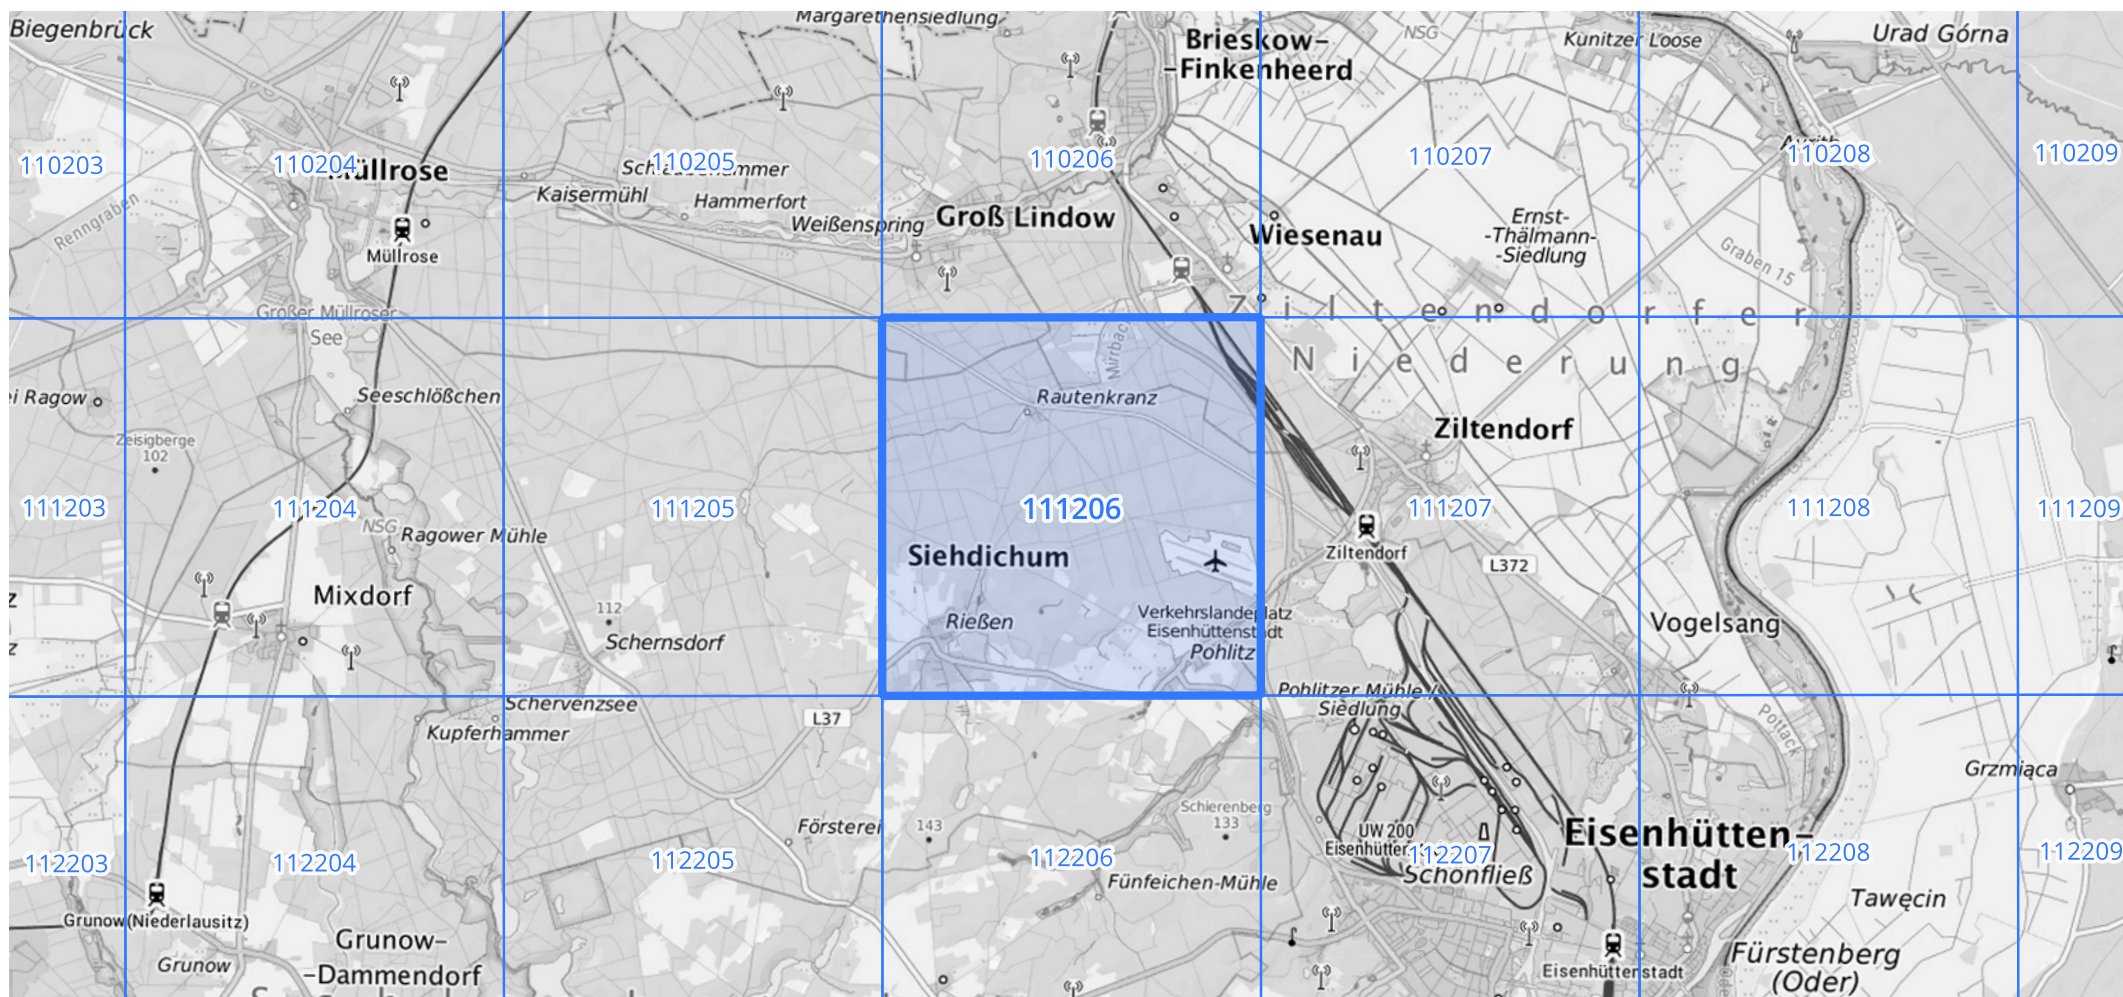 Biegenbrück
Margarethensiedlung
Brieskow-
-Finkenheerd
NSG
Kunitzer Loose
Urad Górna
110203
110204
Müllrose
110205
110206
110207
Aurith
110208
110209
Kaisermühl
Hammerfort
Weißenspring
Groß Lindow
Wiesenau
Ernst-
-Thälmann-
-Siedlung
Renngraben
Müllrose
Graben 15
Großer Müllroser
See
Ziltendorfer
Niederung
Seeschlößchen
ei Ragow
Rautenkranz
Zeisigberge
102
Ziltendorf
111203
111204
111205
111206
111207
111208
111209
NSG
Ragower Mühle
Siehdichum
Ziltendorf
L372
z
Mixdorf
112
Schernsdorf
Rießen
Verkehrslandeplatz
Eisenhüttenstadt
Pohlitz
Vogelsang
z
Pohlitzer Mühle /
Siedlung
Schervenzsee
L37
Kupferhammer
Pottack
Grzmiąca
Försterei
143
Schierenberg
133
UW 200
Eisenhütten-
stadt
112203
112204
112205
112206
112207
112208
112209
Schönfließ
Fünfeichen-Mühle
Tawęcin
Grunow(Niederlausitz)
Grunow-
-Dammendorf
Grunow
Eisenhüttenstadt
Fürstenberg
(Oder)